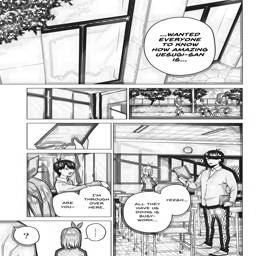 ...WANTED
EVERYONE
TO KNOW
HOW AMAZING
UESUGI-SAN
IS...
I'M
THROUGH
OVER
HERE.
ARE
YOU-
YEESH...
ALL THEY
HAVE US
DOING IS
BUSY-
WORK...
?
...